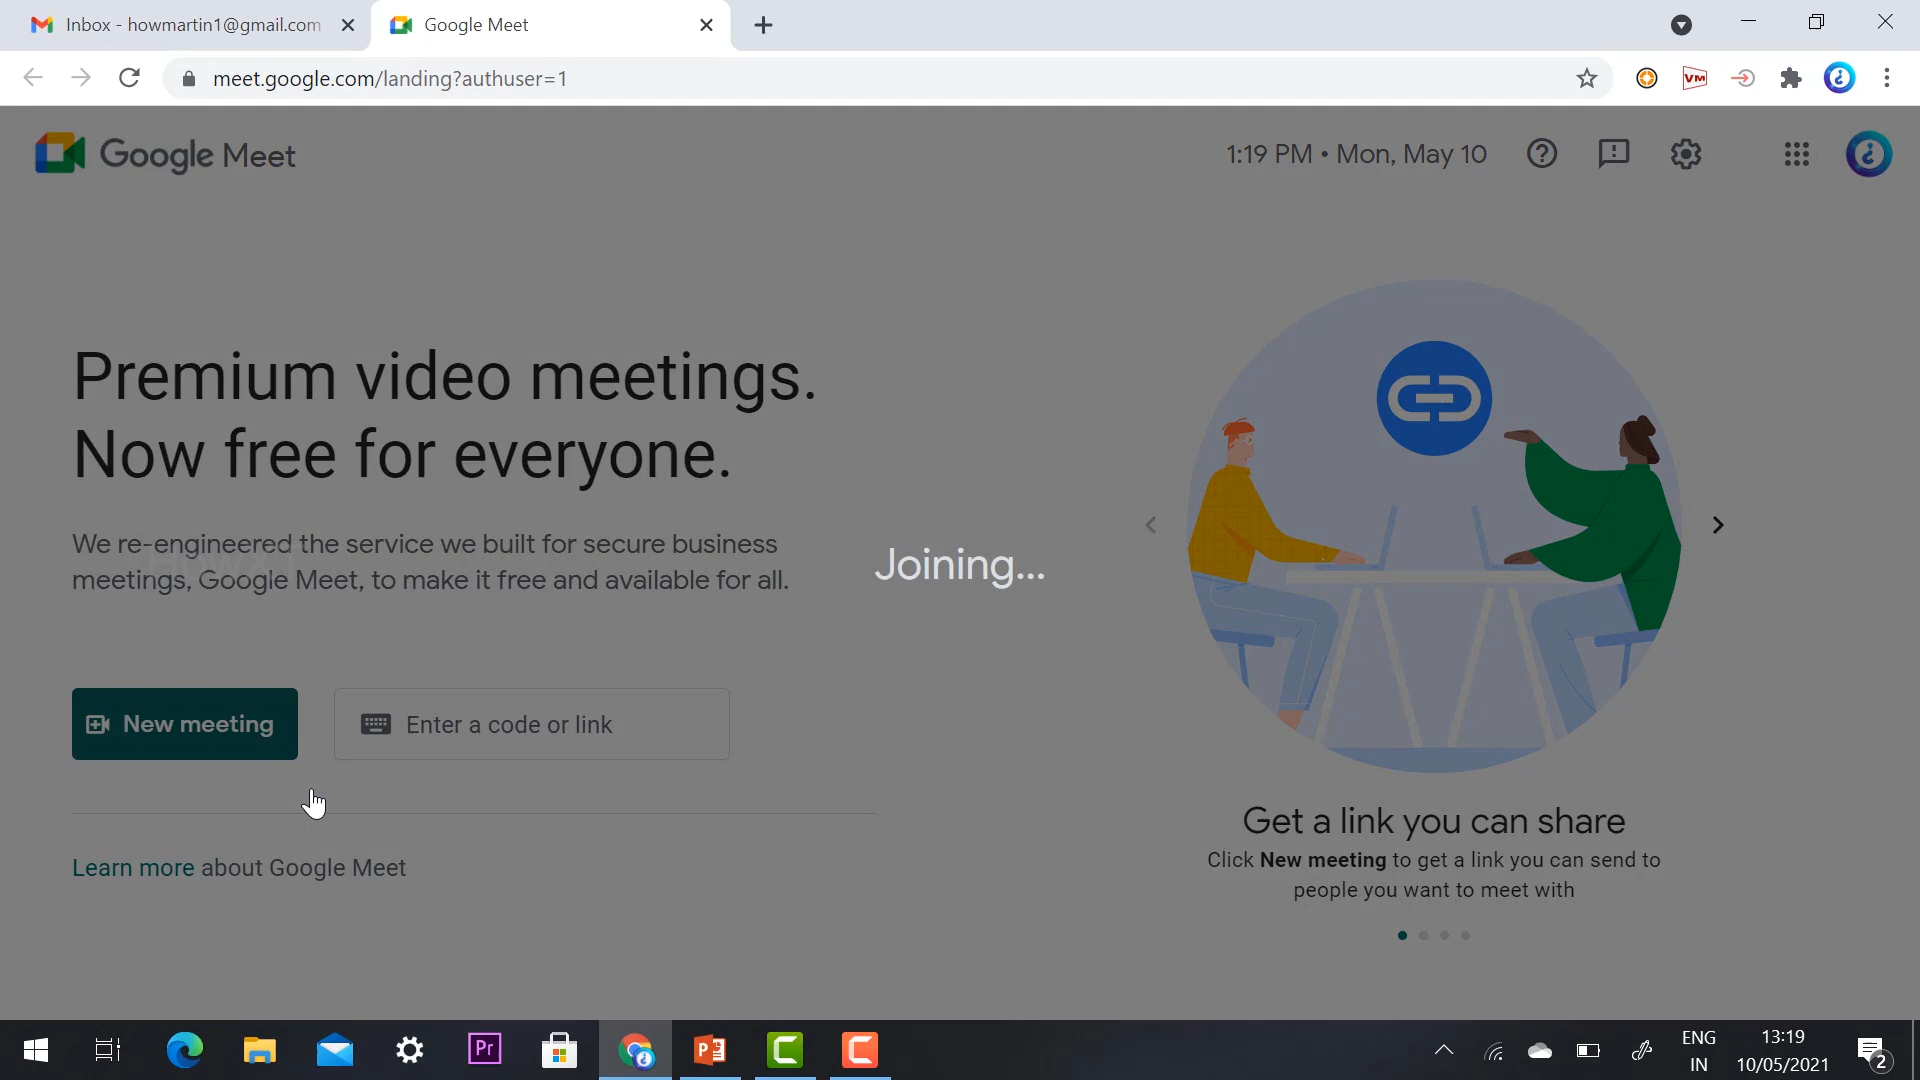 Inbox - howmartin1@gmail.com
Google Meet
meet.google.com/landing?authuser=1
VM
Google Meet
1:19 PM • Mon, May 10
Premium video meetings.
Now free for everyone.
We re-engineered the service we built for secure business
meetings, Google Meet, to make it free and available for all.
Joining...
New meeting
Enter a code or link
Learn more about Google Meet
Get a link you can share
Click New meeting to get a link you can send to
people you want to meet with
Pr
ENG
IN
13:19
10/05/2021
2